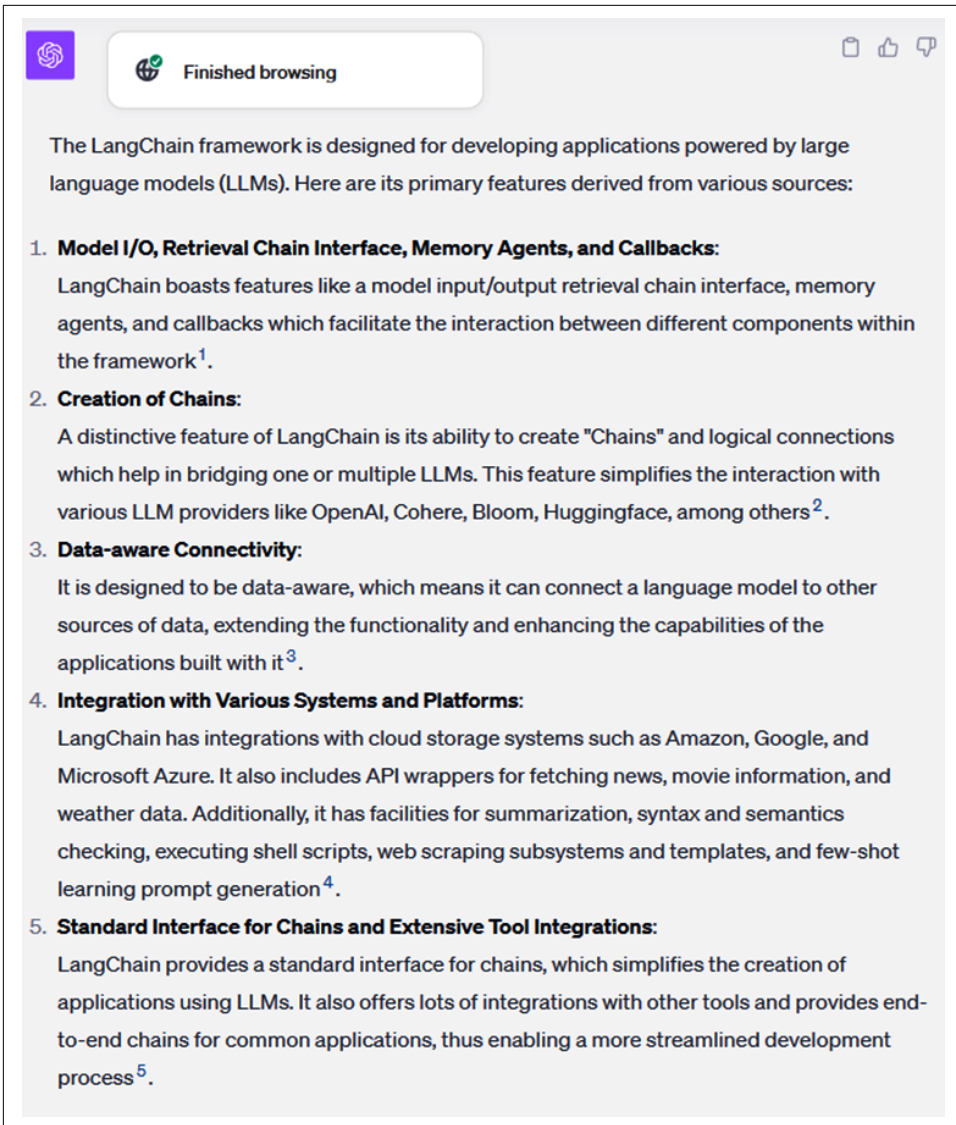 Finished browsing
The LangChain framework is designed for developing applications powered by large
language models (LLMs). Here are its primary features derived from various sources:
1. Model I/O, Retrieval Chain Interface, Memory Agents, and Callbacks:
LangChain boasts features like a model input/output retrieval chain interface, memory
agents, and callbacks which facilitate the interaction between different components within
the framework1.
2. Creation of Chains:
A distinctive feature of LangChain is its ability to create "Chains" and logical connections
which help in bridging one or multiple LLMs. This feature simplifies the interaction with
various LLM providers like OpenAI, Cohere, Bloom, Huggingface, among others2.
3. Data-aware Connectivity:
It is designed to be data-aware, which means it can connect a language model to other
sources of data, extending the functionality and enhancing the capabilities of the
applications built with it3.
4. Integration with Various Systems and Platforms:
LangChain has integrations with cloud storage systems such as Amazon, Google, and
Microsoft Azure. It also includes API wrappers for fetching news, movie information, and
weather data. Additionally, it has facilities for summarization, syntax and semantics
checking, executing shell scripts, web scraping subsystems and templates, and few-shot
learning prompt generation4.
5. Standard Interface for Chains and Extensive Tool Integrations:
LangChain provides a standard interface for chains, which simplifies the creation of
applications using LLMs. It also offers lots of integrations with other tools and provides end-
to-end chains for common applications, thus enabling a more streamlined development
process5.